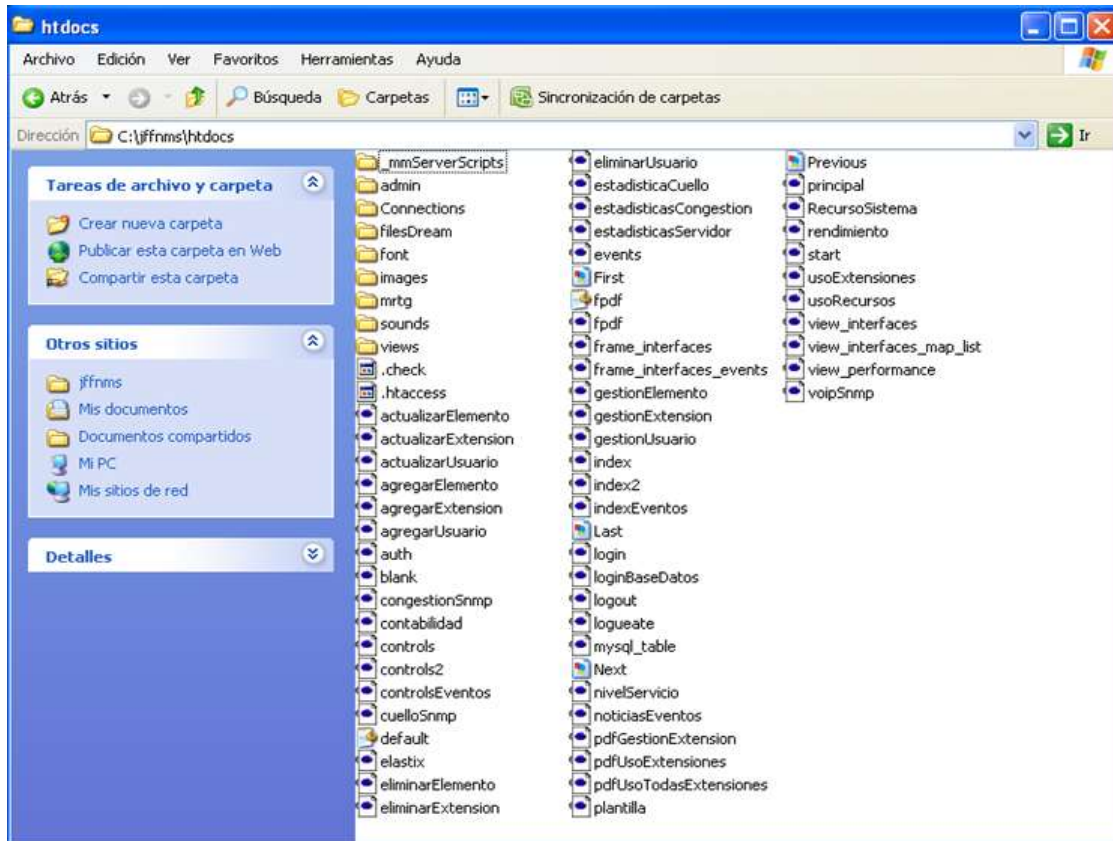 htdocs
Archivo Edición Ver Favoritos Herramientas Ayuda
Atrás Búsqueda Carpetas Sincronización de carpetas
Dirección C:\jffnms\htdocs Ir
Tareas de archivo y carpeta
Crear nueva carpeta
Publicar esta carpeta en Web
Compartir esta carpeta
Otros sitios
jffnms
Mis documentos
Documentos compartidos
Mi PC
Mis sitios de red
Detalles
_mmServerScripts
admin
Connections
filesDream
font
images
mrtg
sounds
views
.check
.htaccess
actualizarElemento
actualizarExtension
actualizarUsuario
agregarElemento
agregarExtension
agregarUsuario
auth
blank
congestionSnmp
contabilidad
controls
controls2
controlsEventos
cuelloSnmp
default
elastix
eliminarElemento
eliminarExtension
eliminarUsuario
estadisticaCuello
estadisticasCongestion
estadisticasServidor
events
First
fpdf
fpdf
frame_interfaces
frame_interfaces_events
gestionElemento
gestionExtension
gestionUsuario
index
index2
indexEventos
Last
login
loginBaseDatos
logout
logueate
mysql_table
Next
nivelServicio
noticiasEventos
pdfGestionExtension
pdfUsoExtensiones
pdfUsoTodasExtensiones
plantilla
Previous
principal
RecursoSistema
rendimiento
start
usoExtensiones
usoRecursos
view_interfaces
view_interfaces_map_list
view_performance
voipSnmp